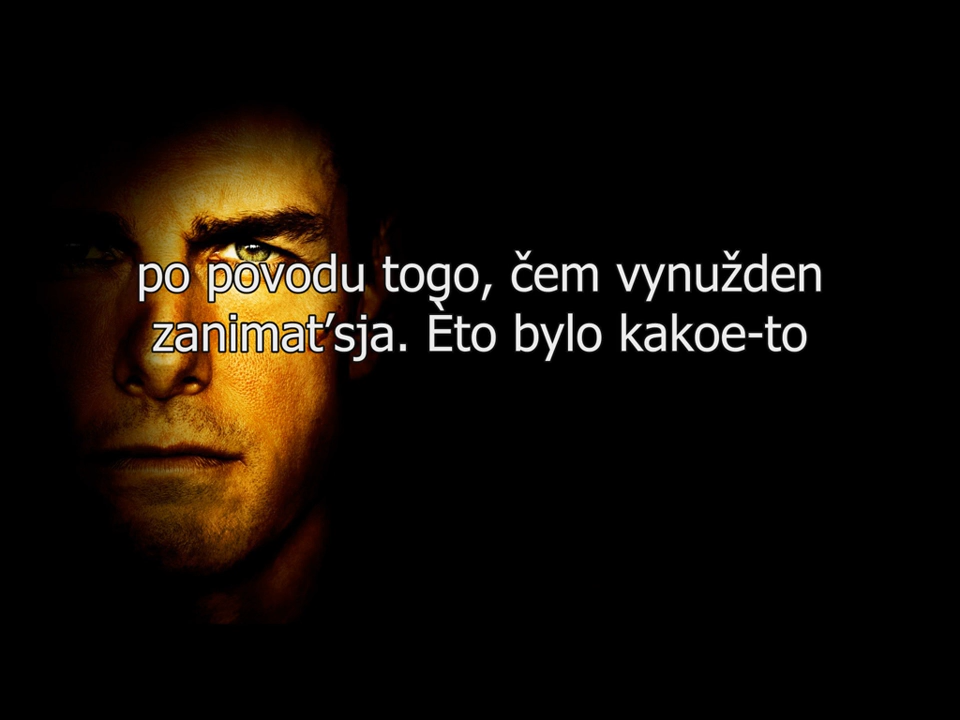 po povodu togo, čem vynužden
zanimat’sja. Èto bylo kakoe-to